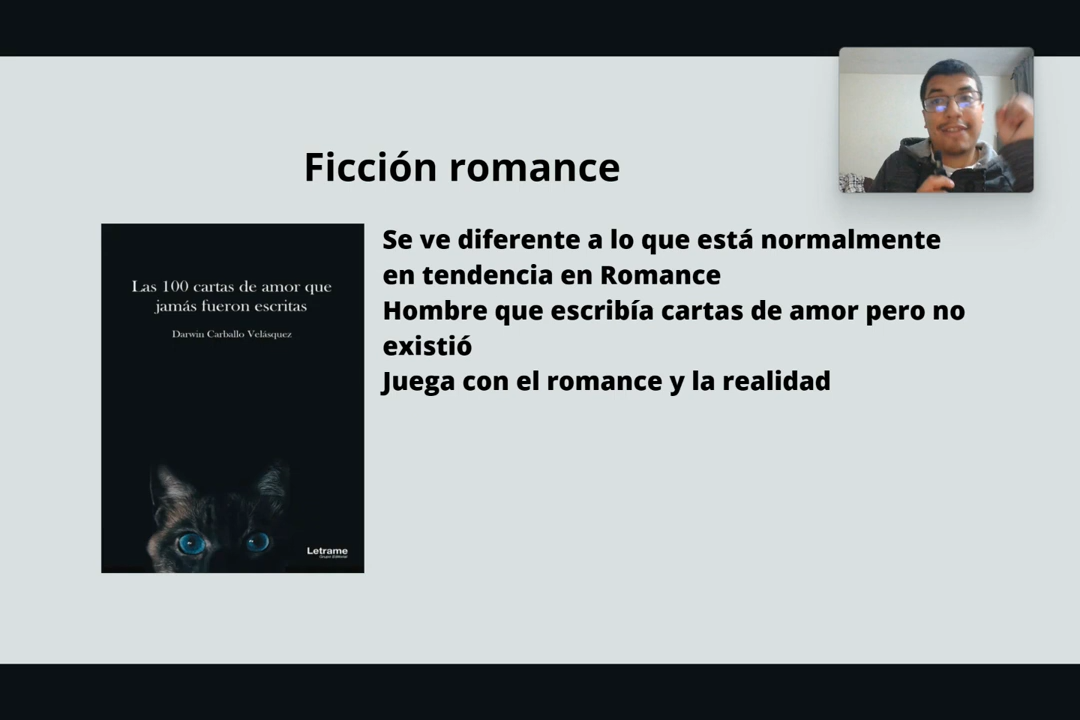 Ficción romance
Se ve diferente a lo que está normalmente
en tendencia en Romance
Hombre que escribía cartas de amor pero no
existió
Juega con el romance y la realidad
Las 100 cartas de amor que
jamás fueron escritas
Darwin Carballo Velásquez
Letrame
Grupo Editorial